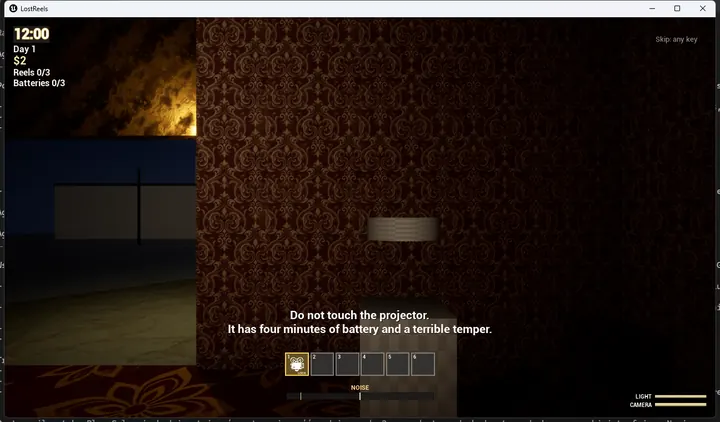 LostReels
12:00
Day 1
$2
Reels 0/3
Batteries 0/3
Skip: any key
Do not touch the projector.
It has four minutes of battery and a terrible temper.
1 2 3 4 5 6
NOISE
LIGHT
CAMERA